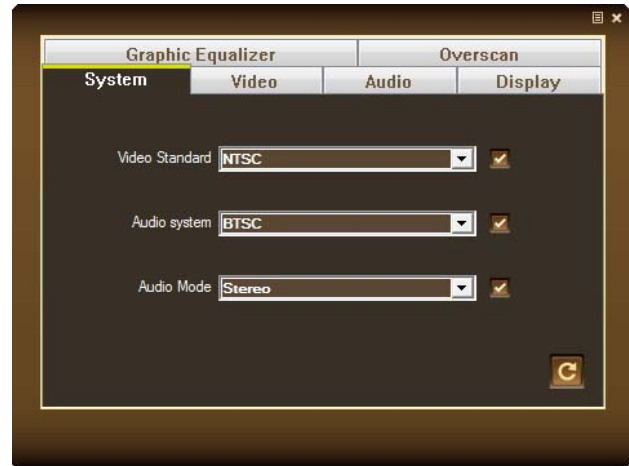 Graphic Equalizer Overscan
System Video Audio Display
Video Standard NTSC
Audio system BTSC
Audio Mode Stereo